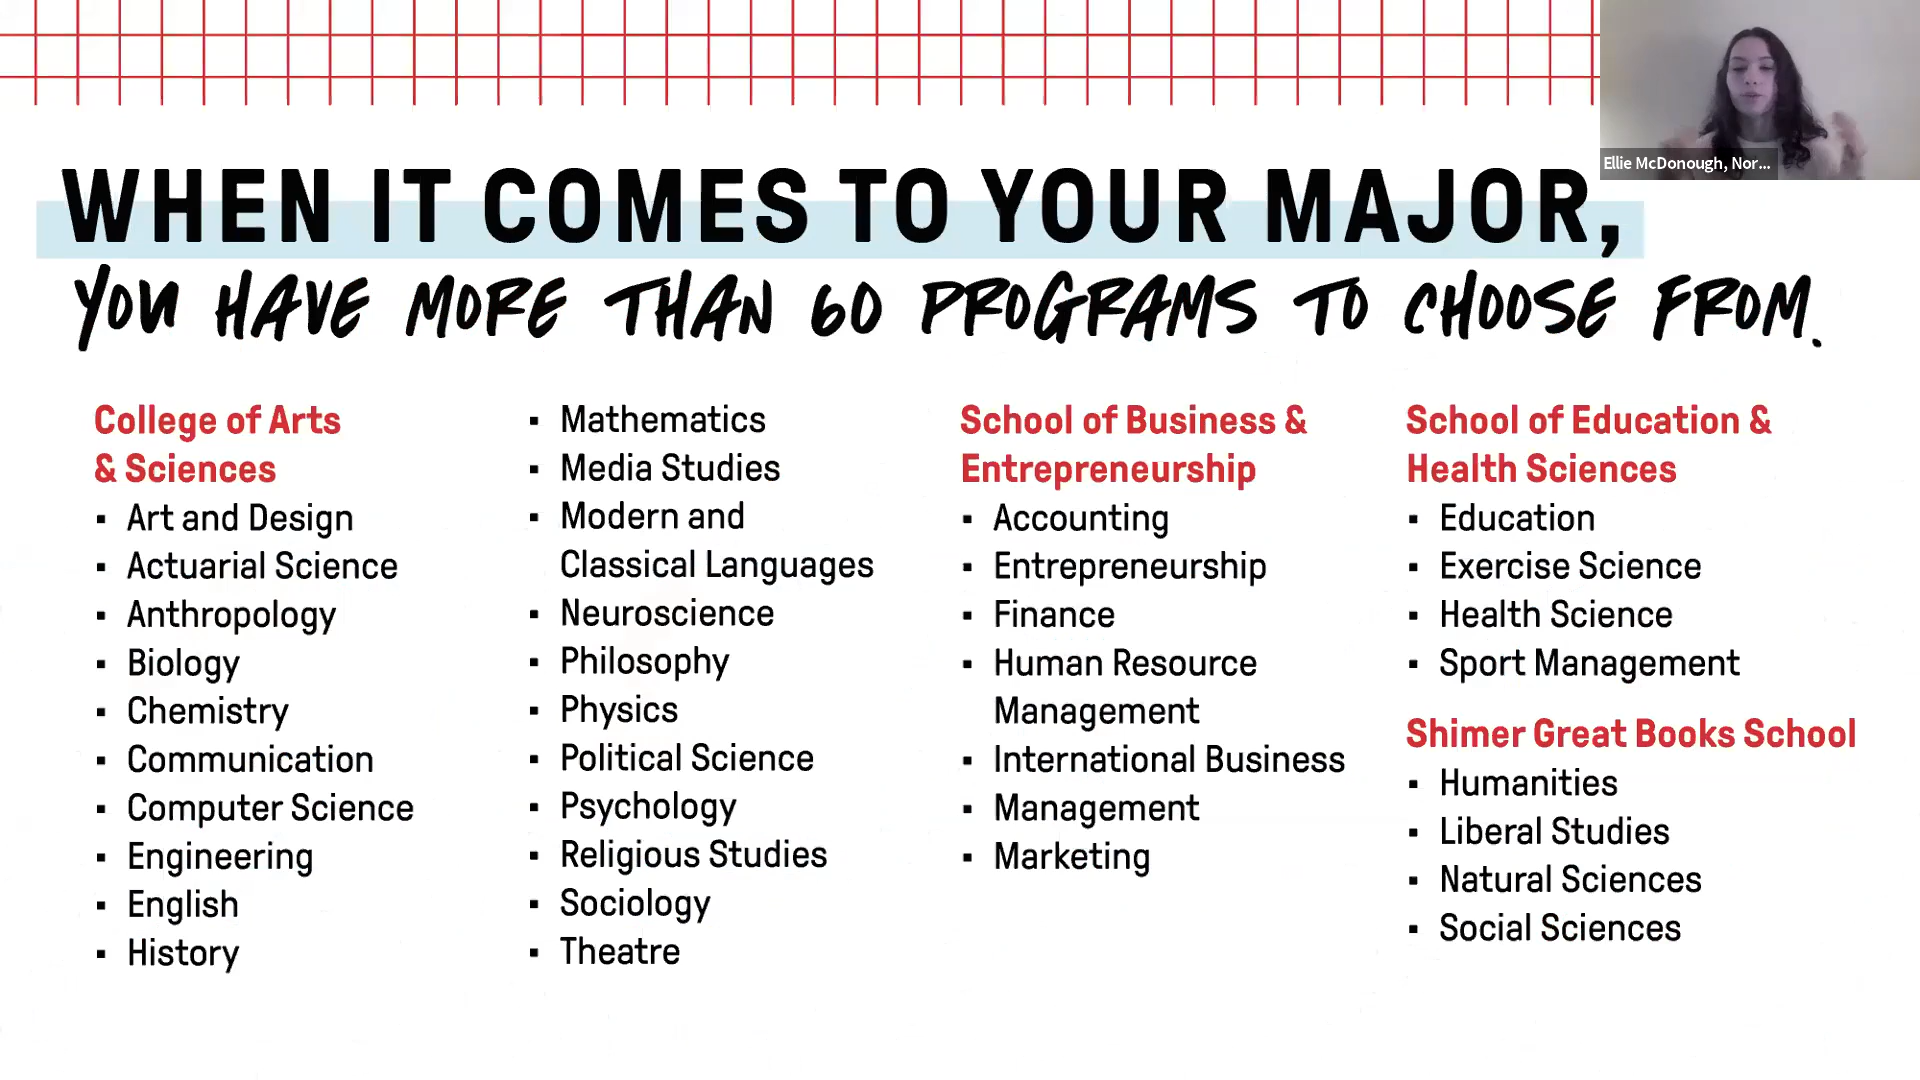 Ellie McDonough, Nor...
WHEN IT COMES TO YOUR MAJOR,
YOU HAVE MORE THAN 60 PROGRAMS TO CHOOSE FROM.
College of Arts
& Sciences
▪ Art and Design
▪ Actuarial Science
▪ Anthropology
▪ Biology
▪ Chemistry
▪ Communication
▪ Computer Science
▪ Engineering
▪ English
▪ History
▪ Mathematics
▪ Media Studies
▪ Modern and
Classical Languages
▪ Neuroscience
▪ Philosophy
▪ Physics
▪ Political Science
▪ Psychology
▪ Religious Studies
▪ Sociology
▪ Theatre
School of Business &
Entrepreneurship
▪ Accounting
▪ Entrepreneurship
▪ Finance
▪ Human Resource
Management
▪ International Business
▪ Management
▪ Marketing
School of Education &
Health Sciences
▪ Education
▪ Exercise Science
▪ Health Science
▪ Sport Management
Shimer Great Books School
▪ Humanities
▪ Liberal Studies
▪ Natural Sciences
▪ Social Sciences